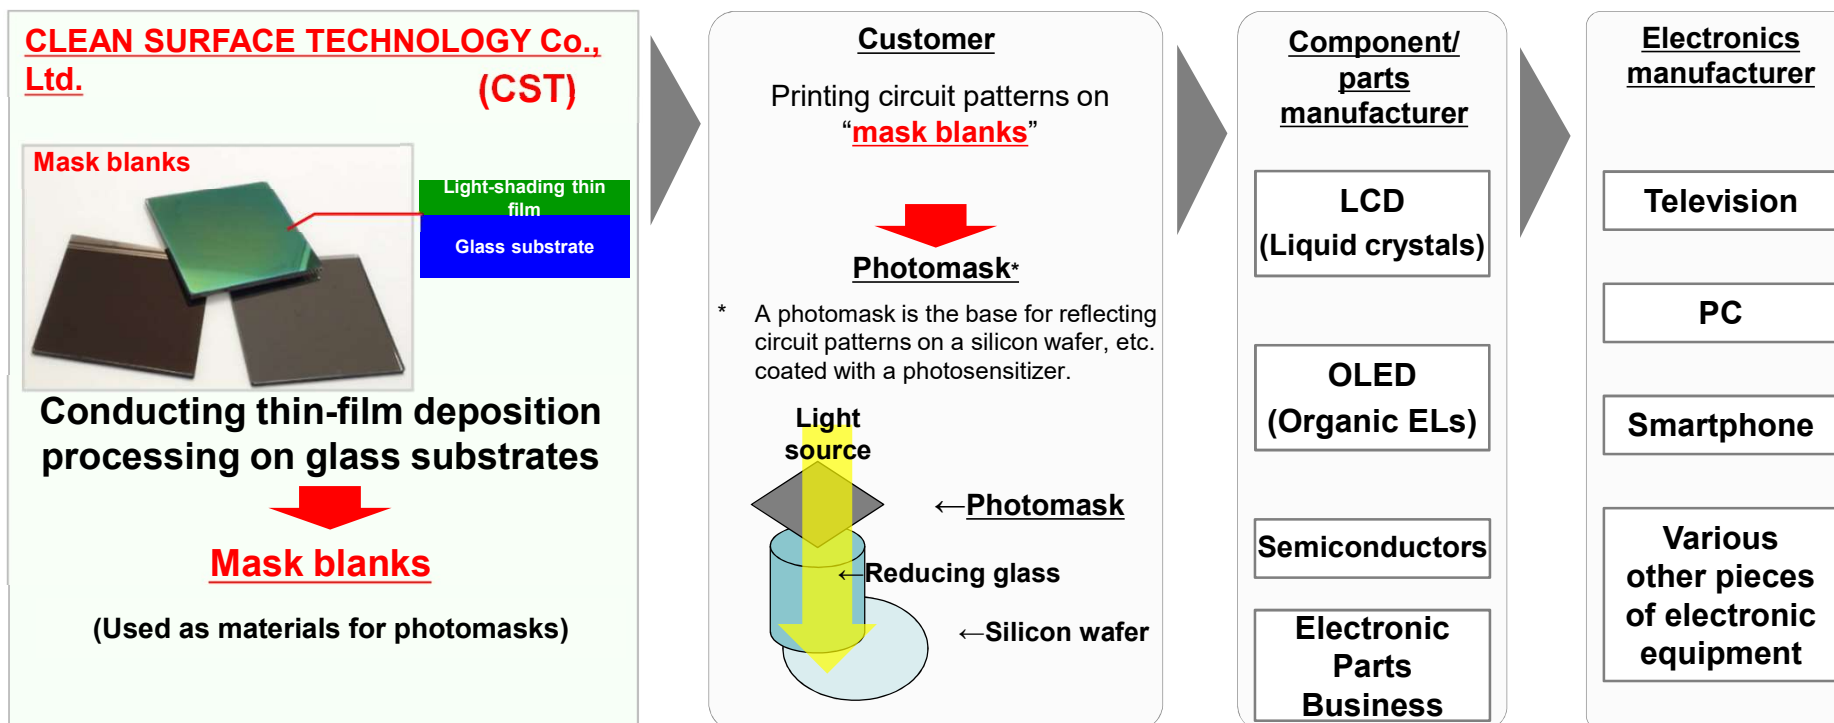 CLEAN SURFACE TECHNOLOGY Co.,
Ltd.
(CST)
Mask blanks
Light-shading thin
film
Glass substrate
Conducting thin-film deposition
processing on glass substrates
Mask blanks
(Used as materials for photomasks)
Customer
Printing circuit patterns on
“mask blanks”
Photomask*
* A photomask is the base for reflecting
circuit patterns on a silicon wafer, etc.
coated with a photosensitizer.
Light
source
←Photomask
←Reducing glass
←Silicon wafer
Component/
parts
manufacturer
LCD
(Liquid crystals)
OLED
(Organic ELs)
Semiconductors
Electronic
Parts
Business
Electronics
manufacturer
Television
PC
Smartphone
Various
other pieces
of electronic
equipment